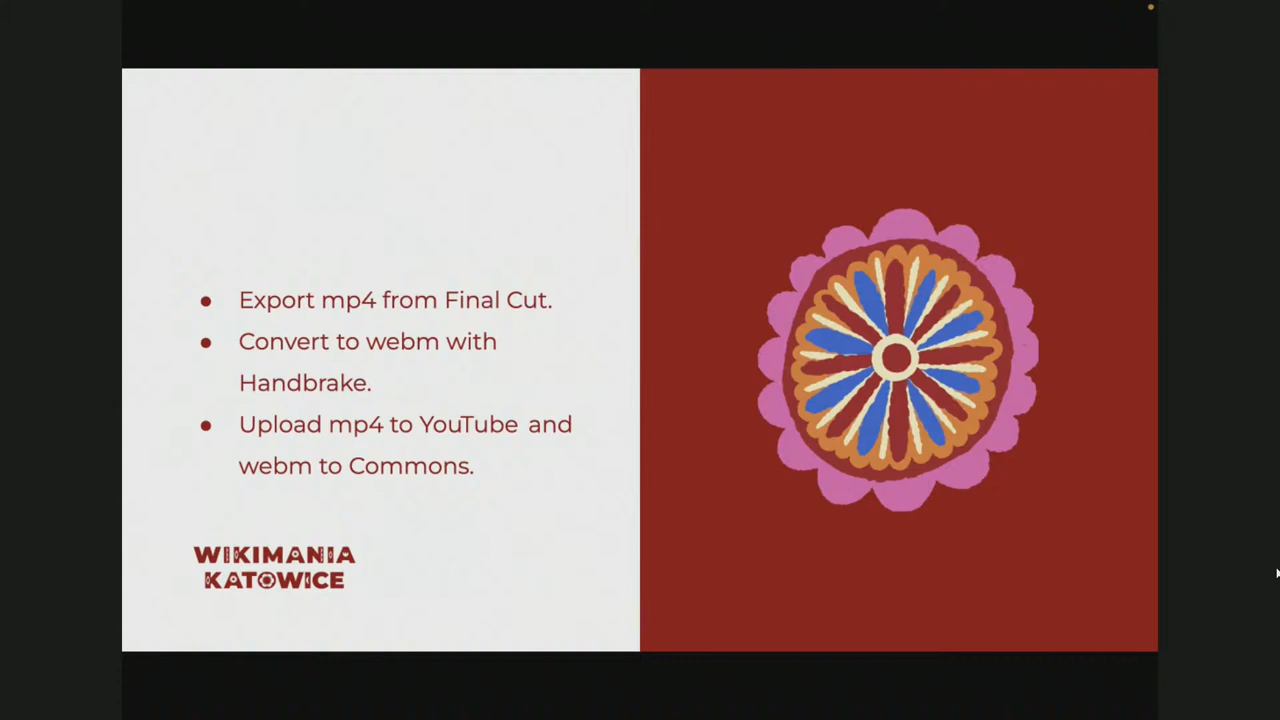 ● Export mp4 from Final Cut.
● Convert to webm with
Handbrake.
● Upload mp4 to YouTube and
webm to Commons.
WIKIMANIA
KATOWICE